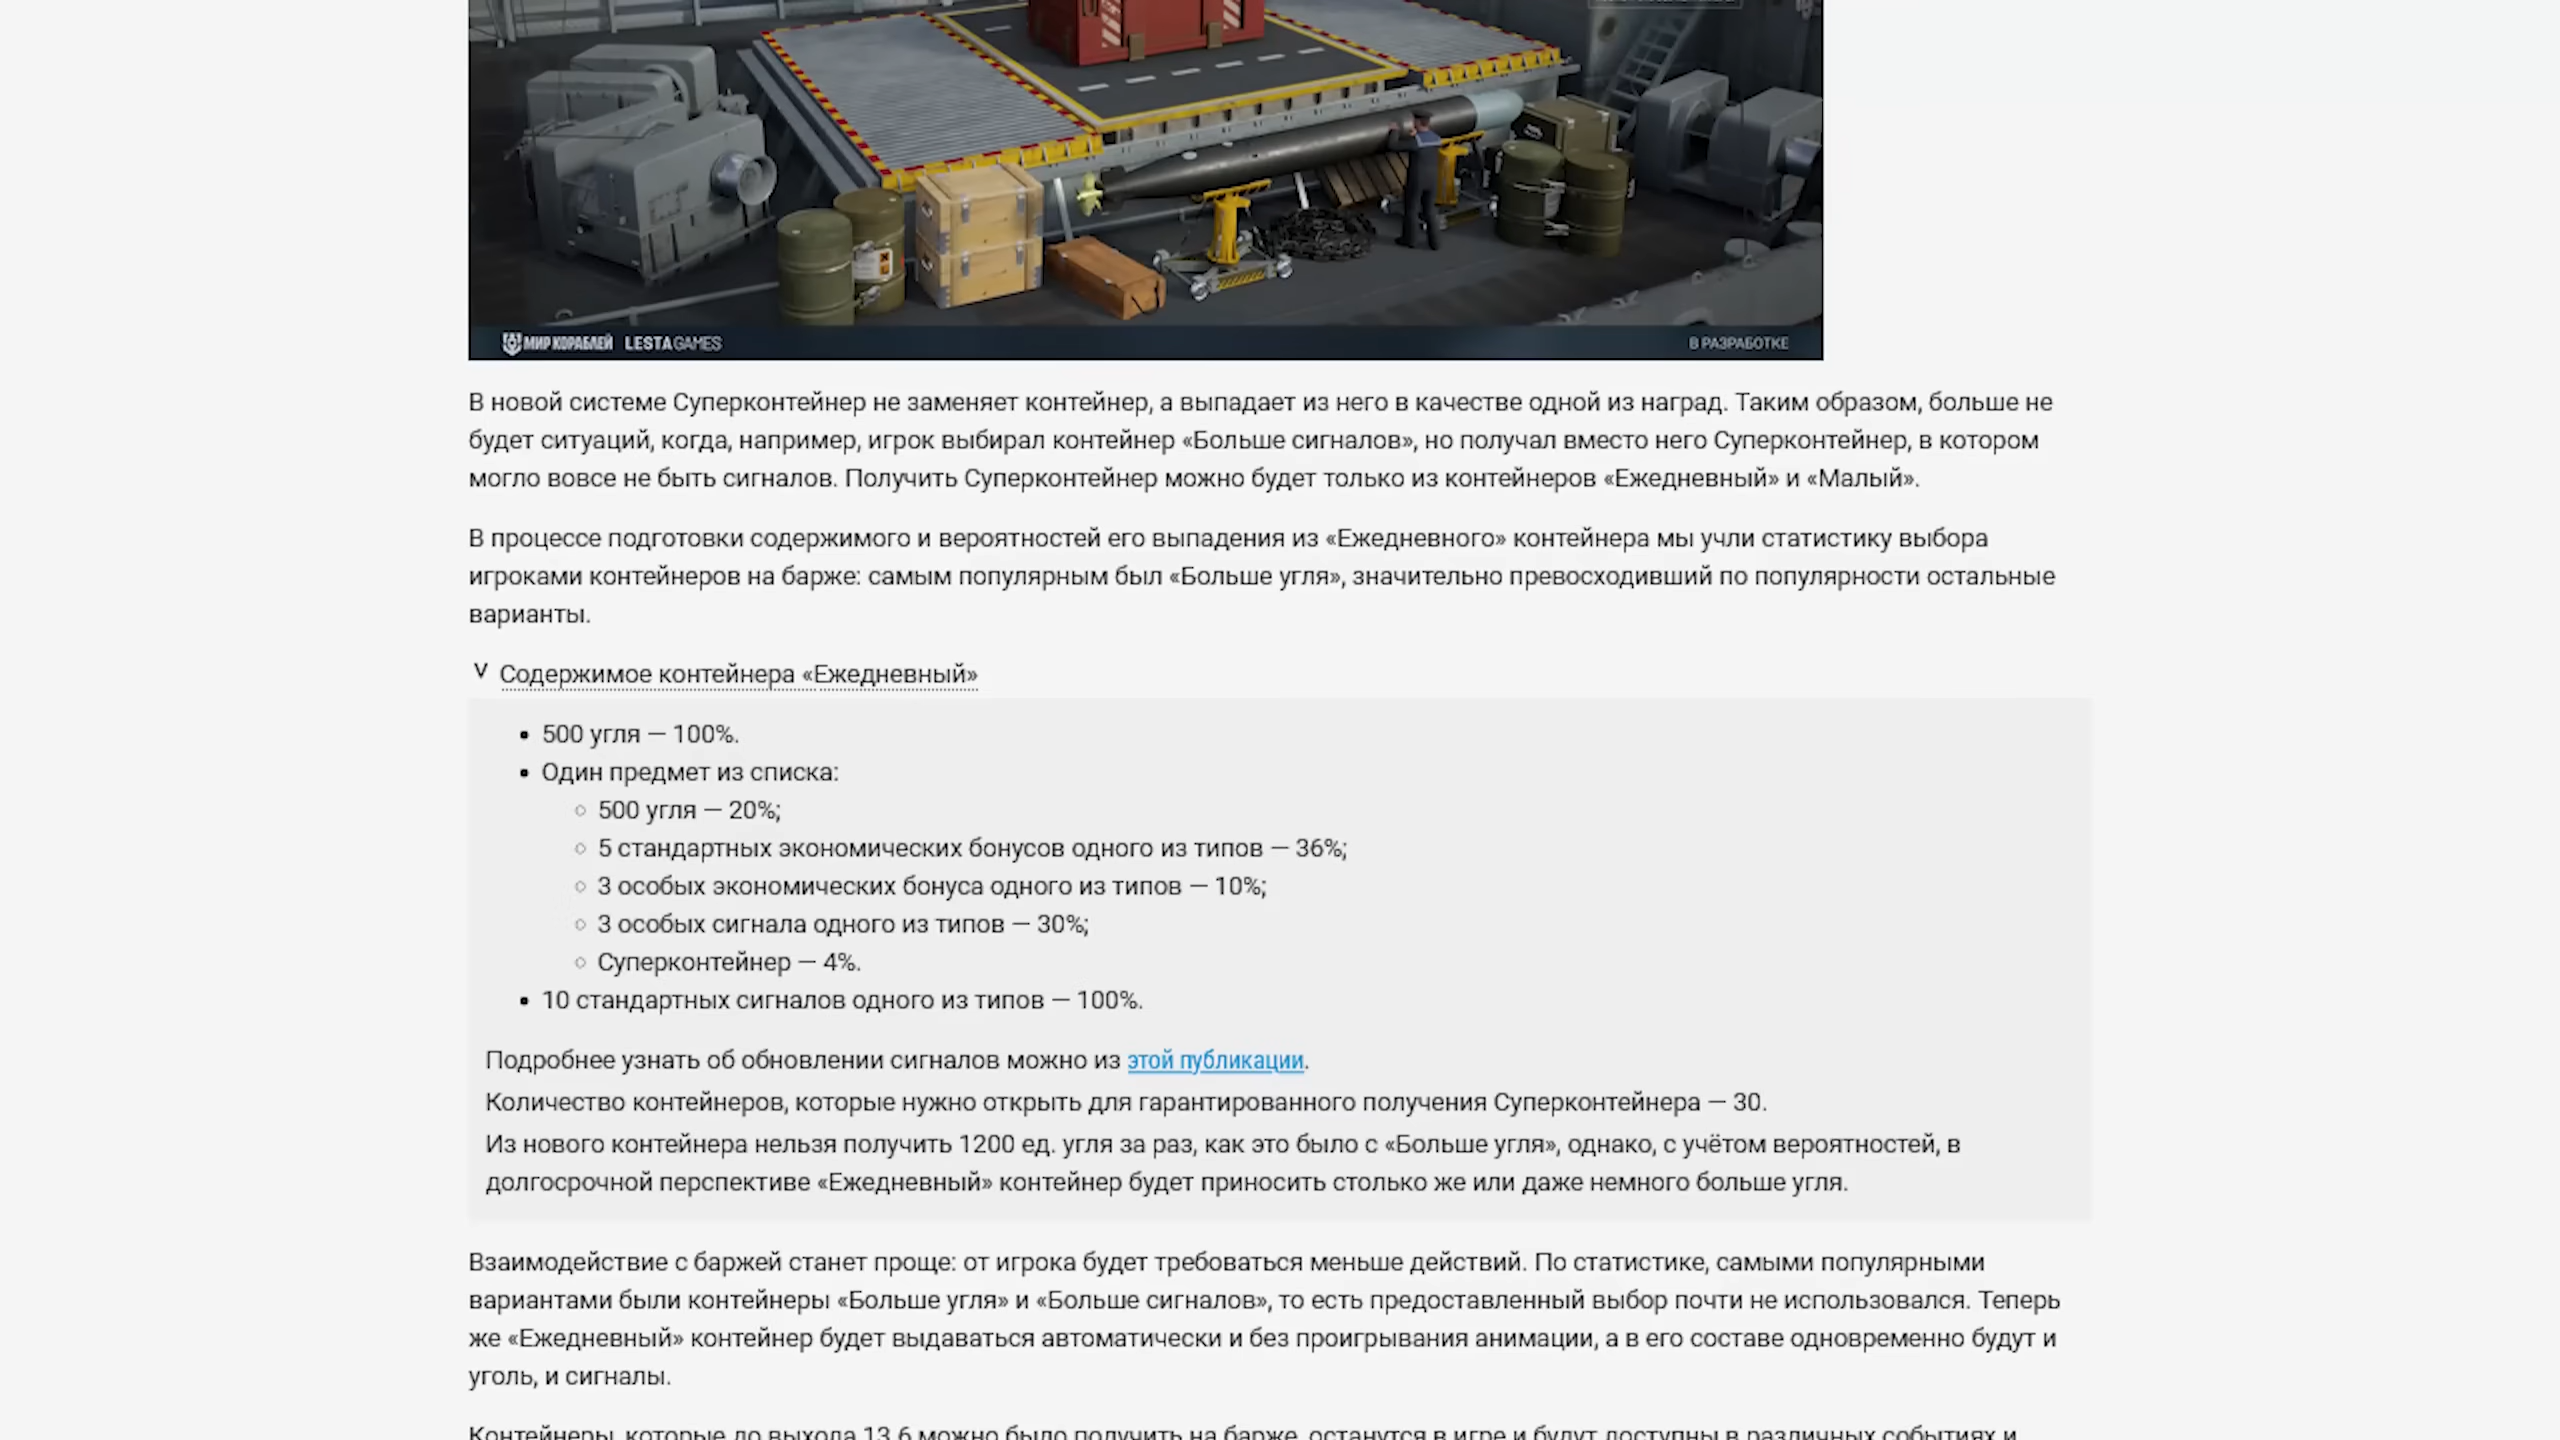 МИР КОРАБЛЕЙ LESTA GAMES В РАЗРАБОТКЕ
В новой системе Суперконтейнер не заменяет контейнер, а выпадает из него в качестве одной из наград. Таким образом, больше не
будет ситуаций, когда, например, игрок выбирал контейнер «Больше сигналов», но получал вместо него Суперконтейнер, в котором
могло вовсе не быть сигналов. Получить Суперконтейнер можно будет только из контейнеров «Ежедневный» и «Малый».
В процессе подготовки содержимого и вероятностей его выпадения из «Ежедневного» контейнера мы учли статистику выбора
игроками контейнеров на барже: самым популярным был «Больше угля», значительно превосходивший по популярности остальные
варианты.
Содержимое контейнера «Ежедневный»
500 угля — 100%.
Один предмет из списка:
500 угля — 20%;
5 стандартных экономических бонусов одного из типов — 36%;
3 особых экономических бонуса одного из типов — 10%;
3 особых сигнала одного из типов — 30%;
Суперконтейнер — 4%.
10 стандартных сигналов одного из типов — 100%.
Подробнее узнать об обновлении сигналов можно из этой публикации.
Количество контейнеров, которые нужно открыть для гарантированного получения Суперконтейнера — 30.
Из нового контейнера нельзя получить 1200 ед. угля за раз, как это было с «Больше угля», однако, с учётом вероятностей, в
долгосрочной перспективе «Ежедневный» контейнер будет приносить столько же или даже немного больше угля.
Взаимодействие с баржей станет проще: от игрока будет требоваться меньше действий. По статистике, самыми популярными
вариантами были контейнеры «Больше угля» и «Больше сигналов», то есть предоставленный выбор почти не использовался. Теперь
же «Ежедневный» контейнер будет выдаваться автоматически и без проигрывания анимации, а в его составе одновременно будут и
уголь, и сигналы.
Контейнеры, которые до выхода 13.6 можно было получить на барже, останутся в игре и будут доступны в различных событиях и